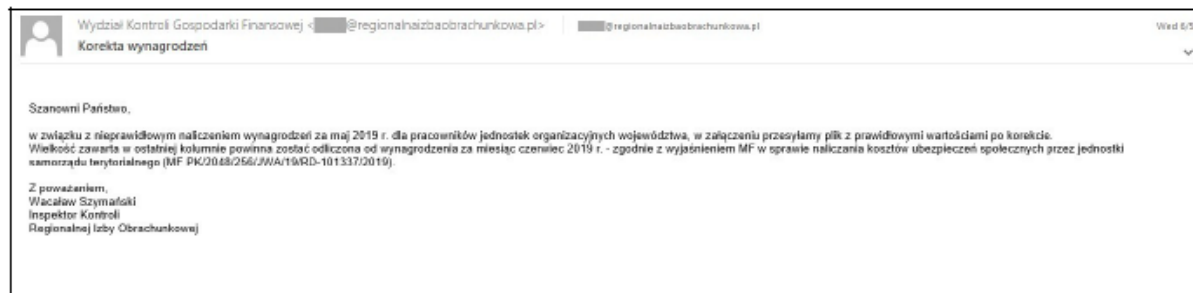 Wydział Kontroli Gospodarki Finansowej < @regionalnaizbaobrachunkowa.pl> @regionalnaizbaobrachunkowa.pl Wed 6/5
Korekta wynagrodzeń
Szanowni Państwo,
w związku z nieprawidłowym naliczeniem wynagrodzeń za maj 2019 r. dla pracowników jednostek organizacyjnych województwa, w załączeniu przesyłamy plik z prawidłowymi wartościami po korekcie.
Wielkość zawarta w ostatniej kolumnie powinna zostać odliczona od wynagrodzenia za miesiąc czerwiec 2019 r. - zgodnie z wyjaśnieniem MF w sprawie naliczania kosztów ubezpieczeń społecznych przez jednostki
samorządu terytorialnego (MF PK/2048/256/JWA/19/RD-101337/2019).
Z poważaniem,
Wacaław Szymański
Inspektor Kontroli
Regionalnej Izby Obrachunkowej